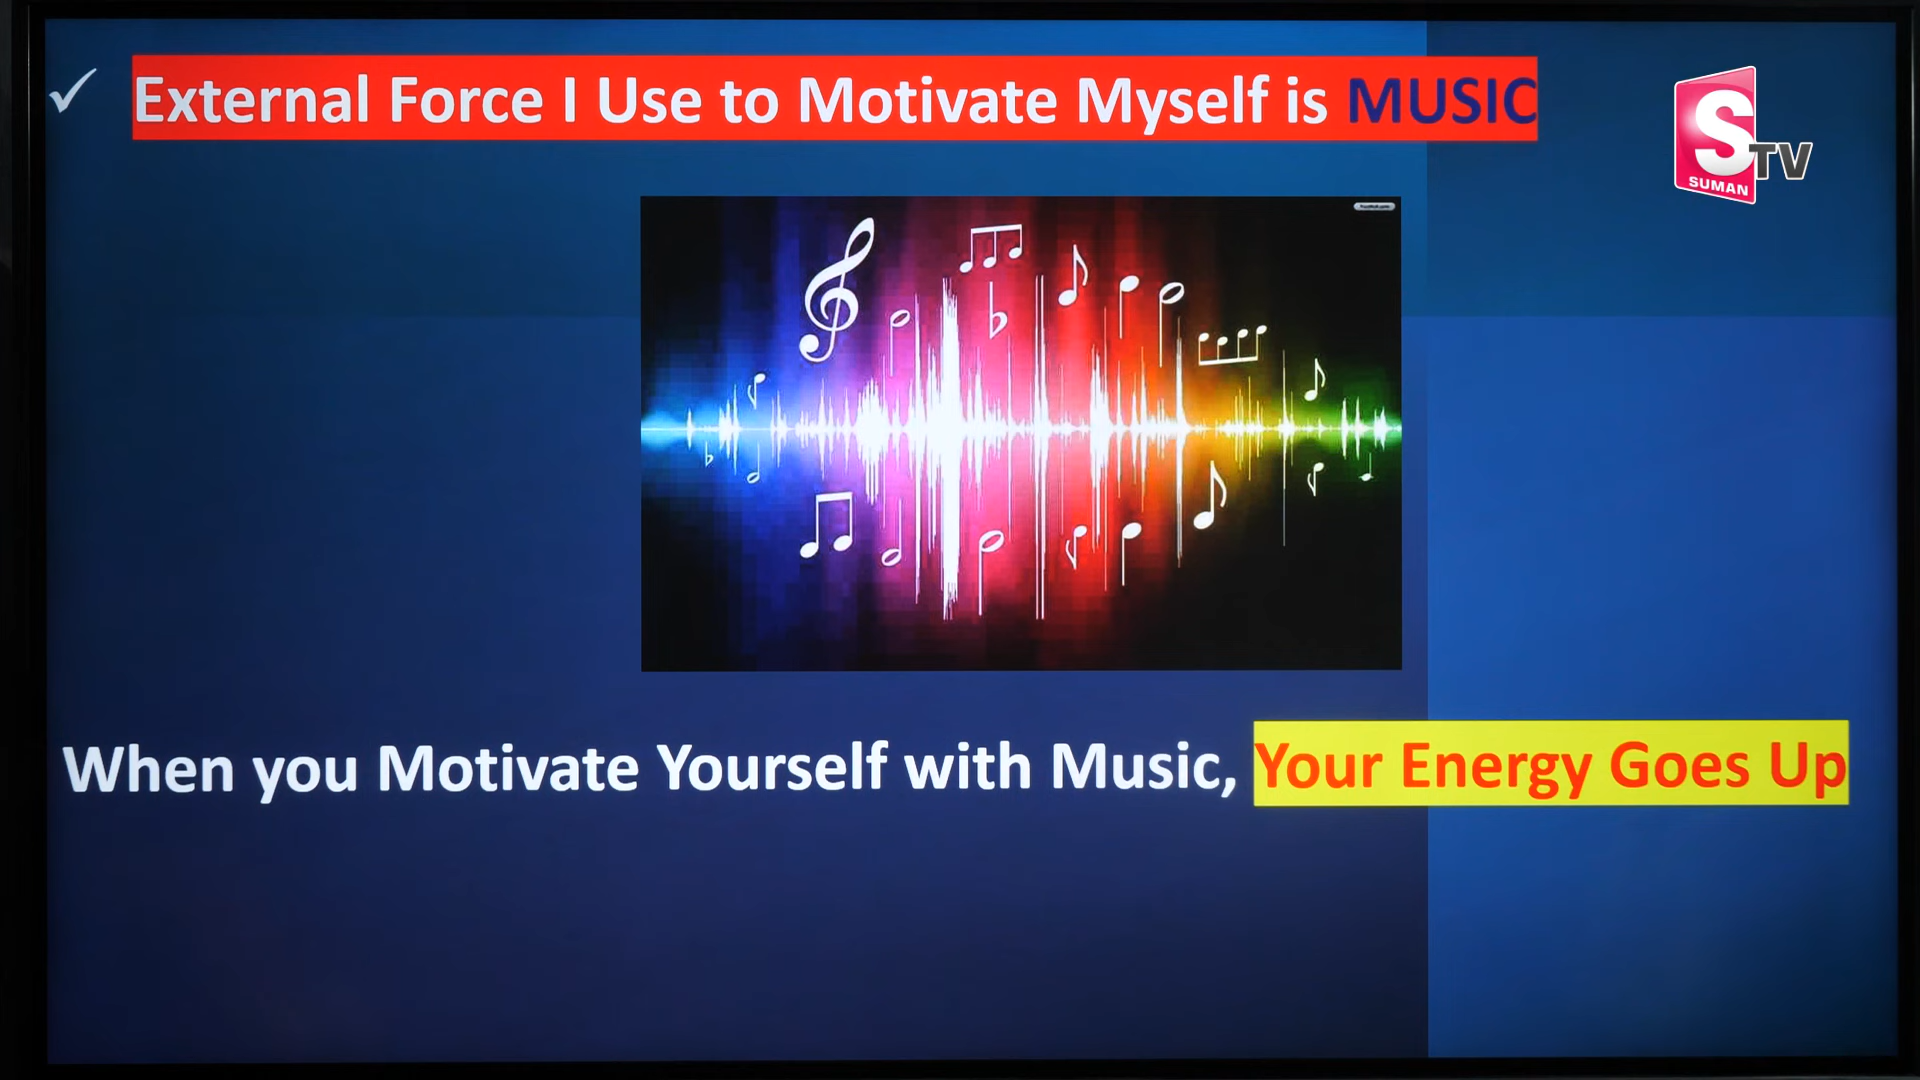 External Force I Use to Motivate Myself is MUSIC
S
TV
SUMAN
When you Motivate Yourself with Music, Your Energy Goes Up